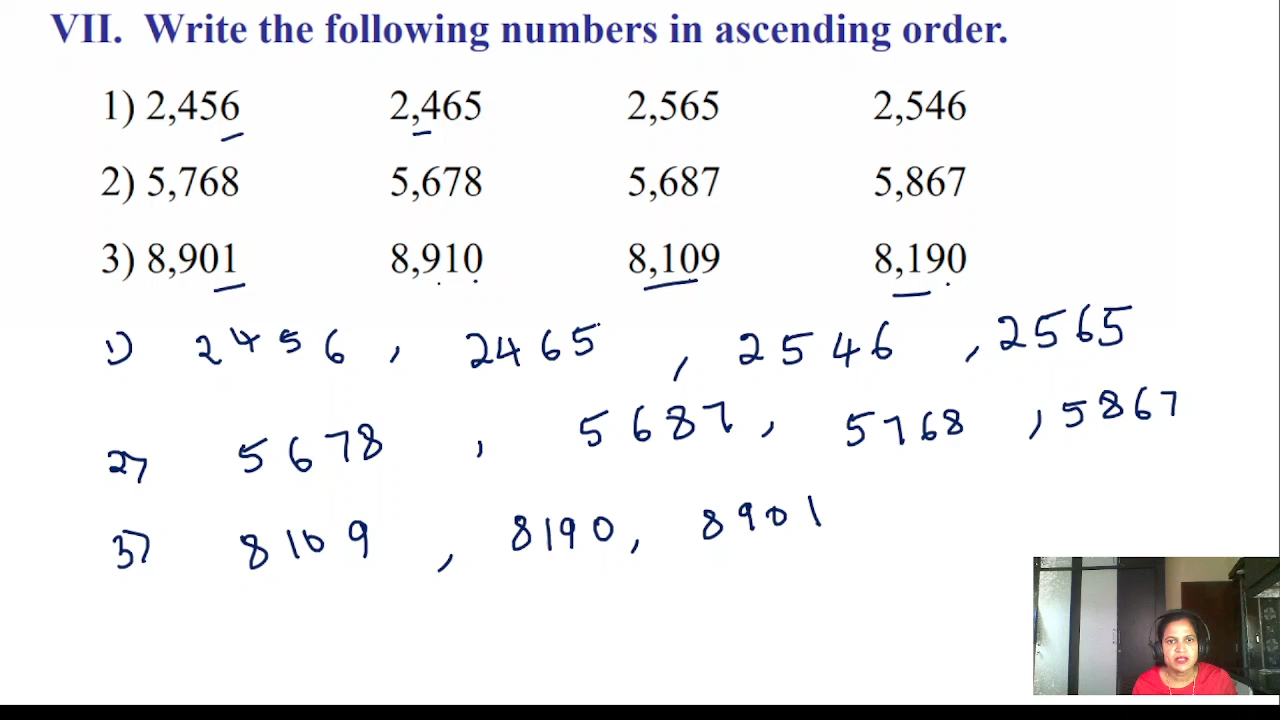 VII. Write the following numbers in ascending order.
1) 2,456 2,465 2,565 2,546
2) 5,768 5,678 5,687 5,867
3) 8,901 8,910 8,109 8,190
1) 2456 , 2465 , 2546 , 2565
2) 5678 , 5687 , 5768 , 5867
3) 8109 , 8190 , 8901